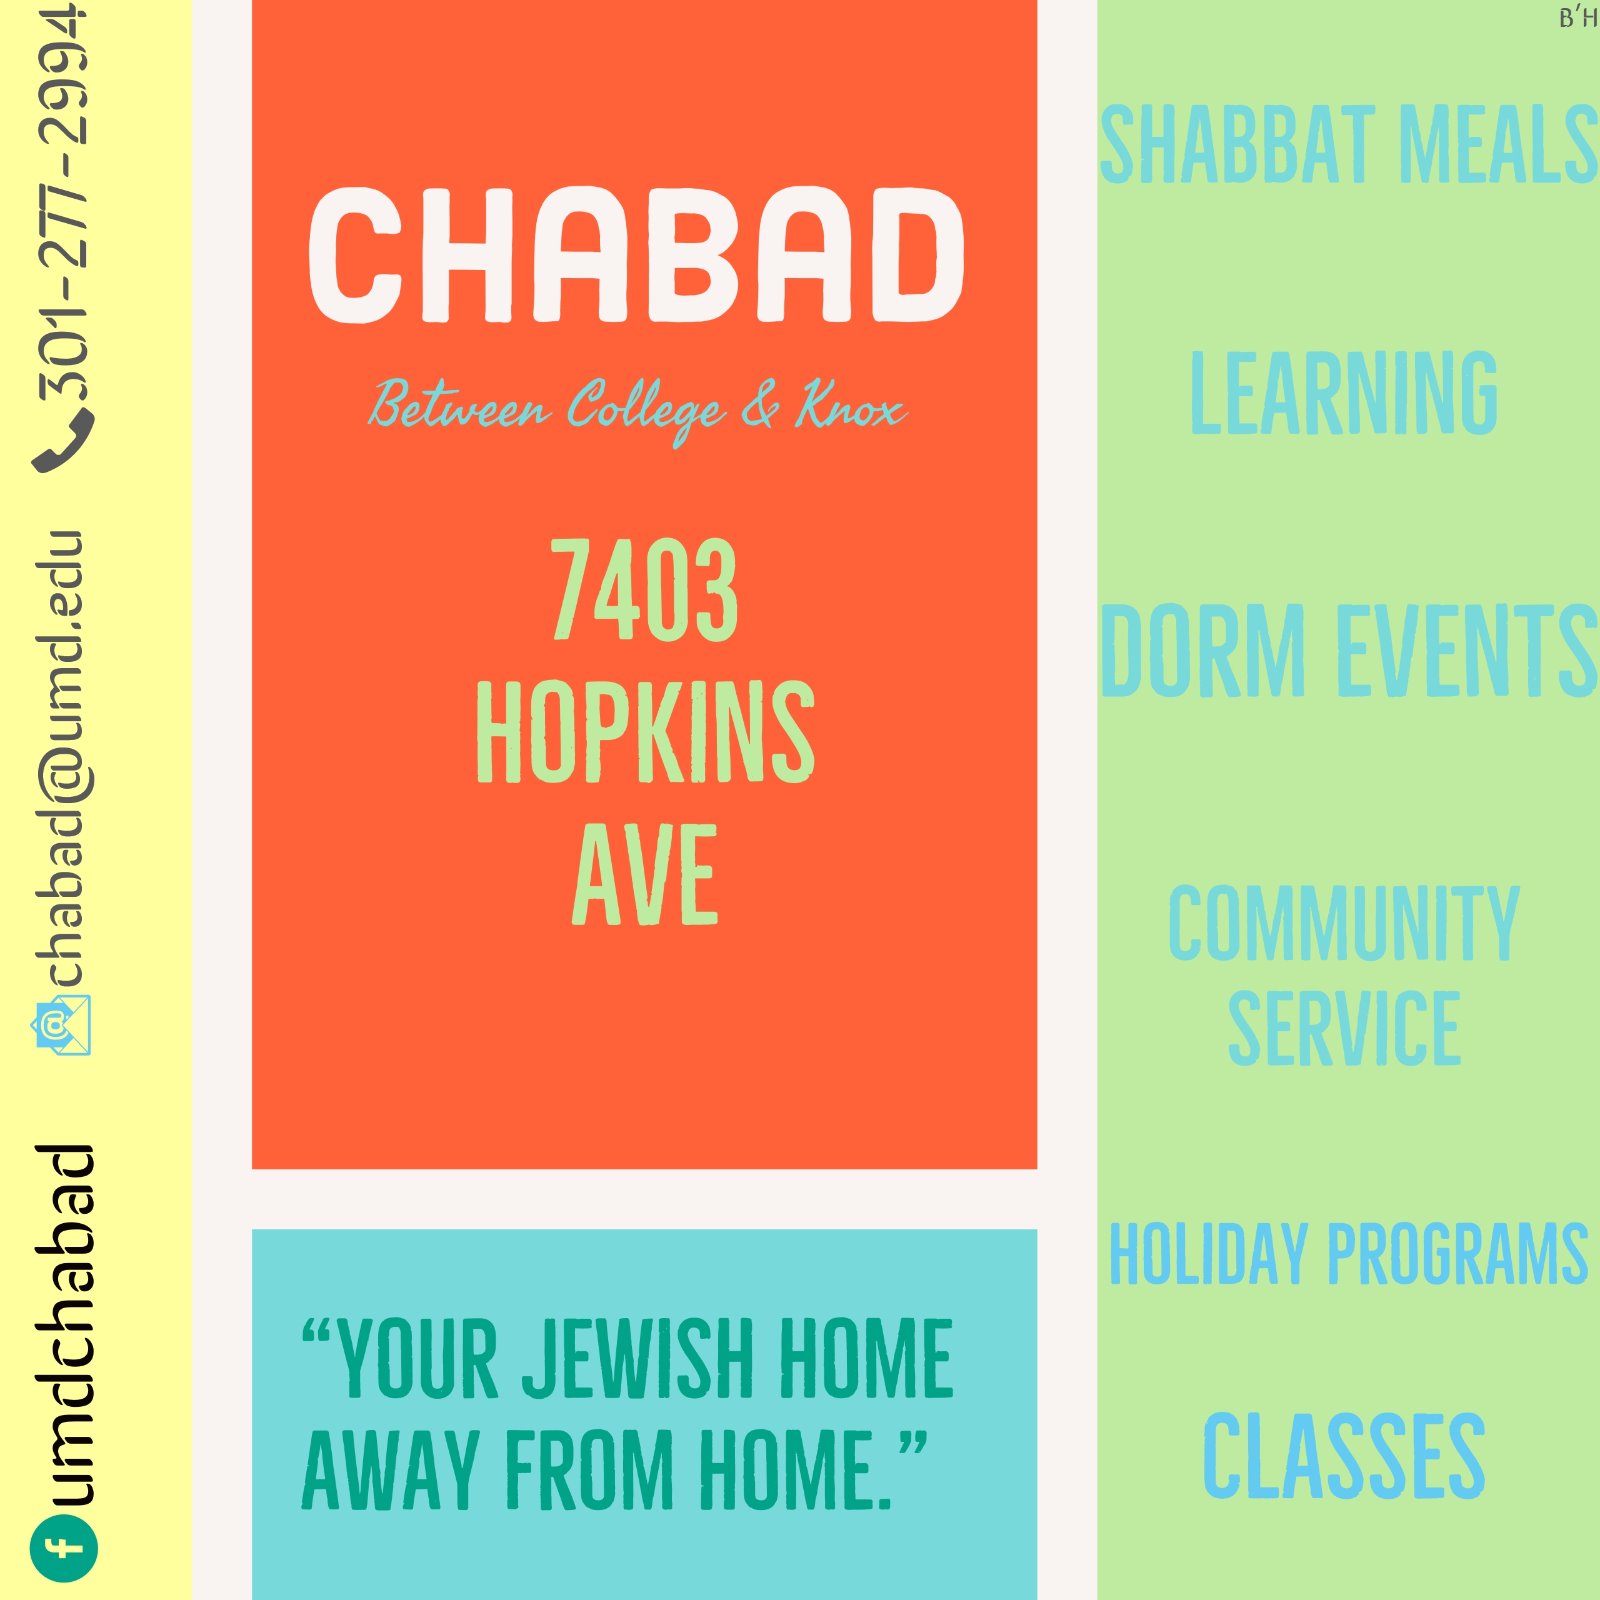 301-277-2994
chabad@umd.edu
umdchabad
CHABAD
Between College & Knox
7403
HOPKINS
AVE
“YOUR JEWISH HOME
AWAY FROM HOME.”
B'H
SHABBAT MEALS
LEARNING
DORM EVENTS
COMMUNITY
SERVICE
HOLIDAY PROGRAMS
CLASSES